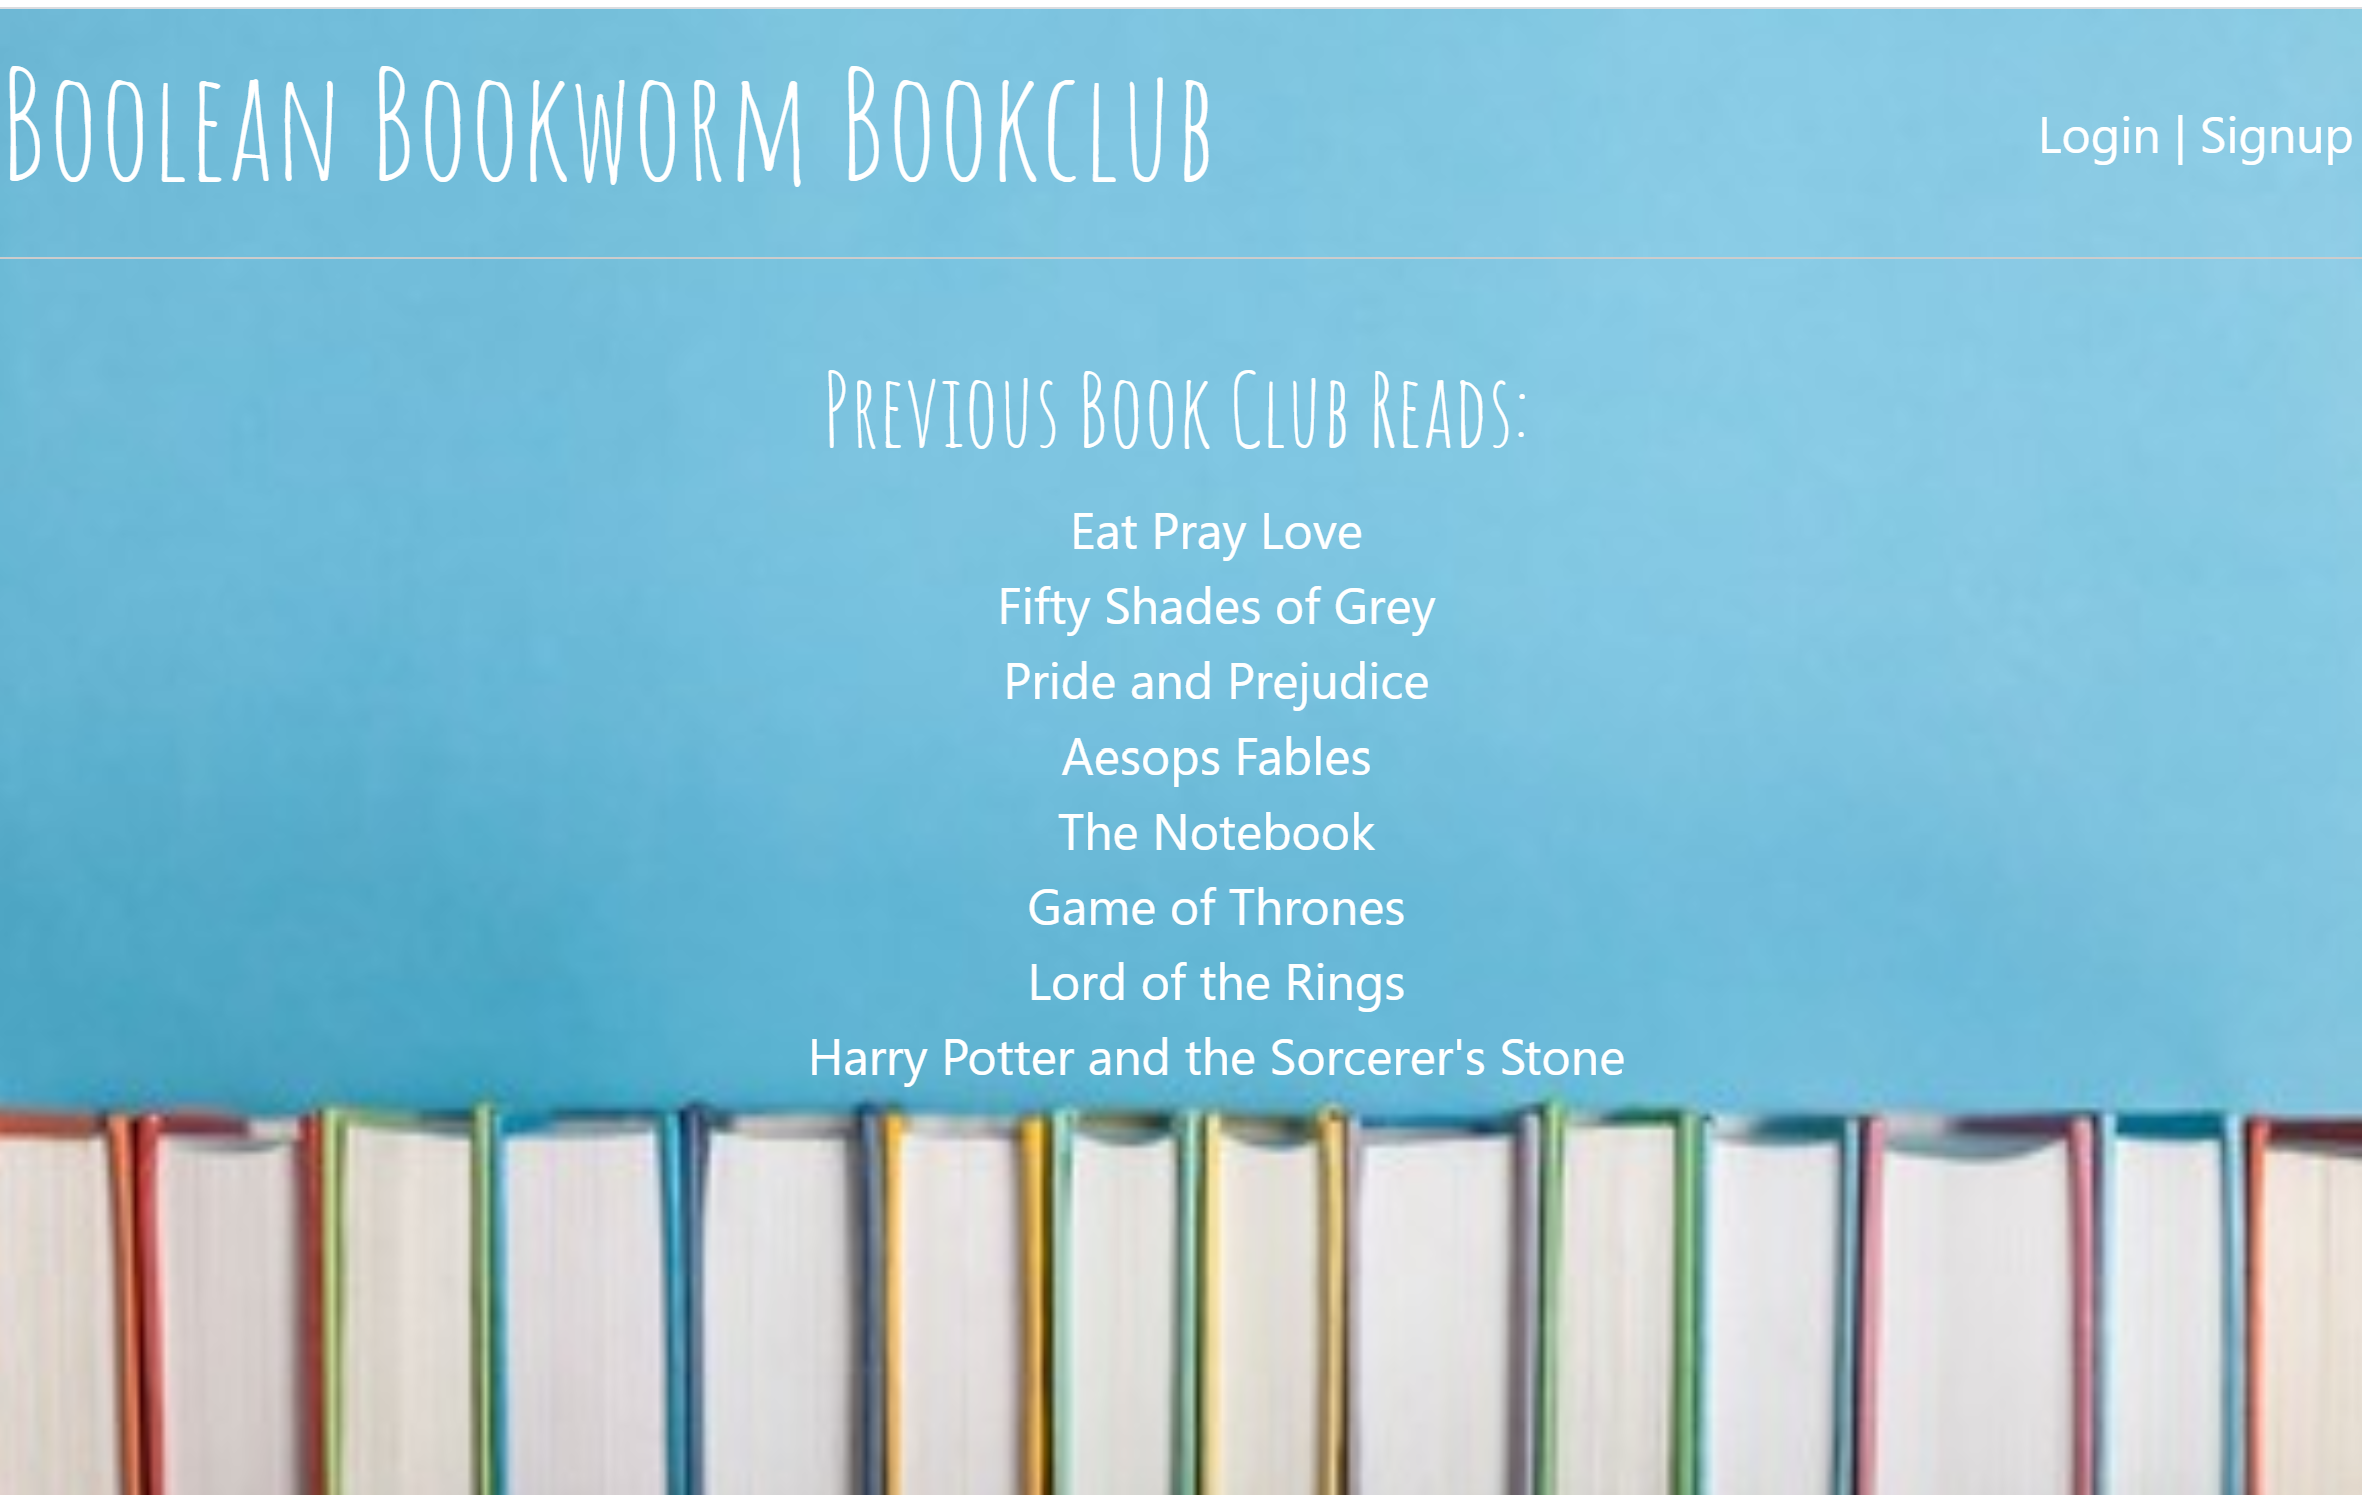 Boolean Bookworm Bookclub
Login | Signup
Previous Book Club Reads:
Eat Pray Love
Fifty Shades of Grey
Pride and Prejudice
Aesops Fables
The Notebook
Game of Thrones
Lord of the Rings
Harry Potter and the Sorcerer's Stone